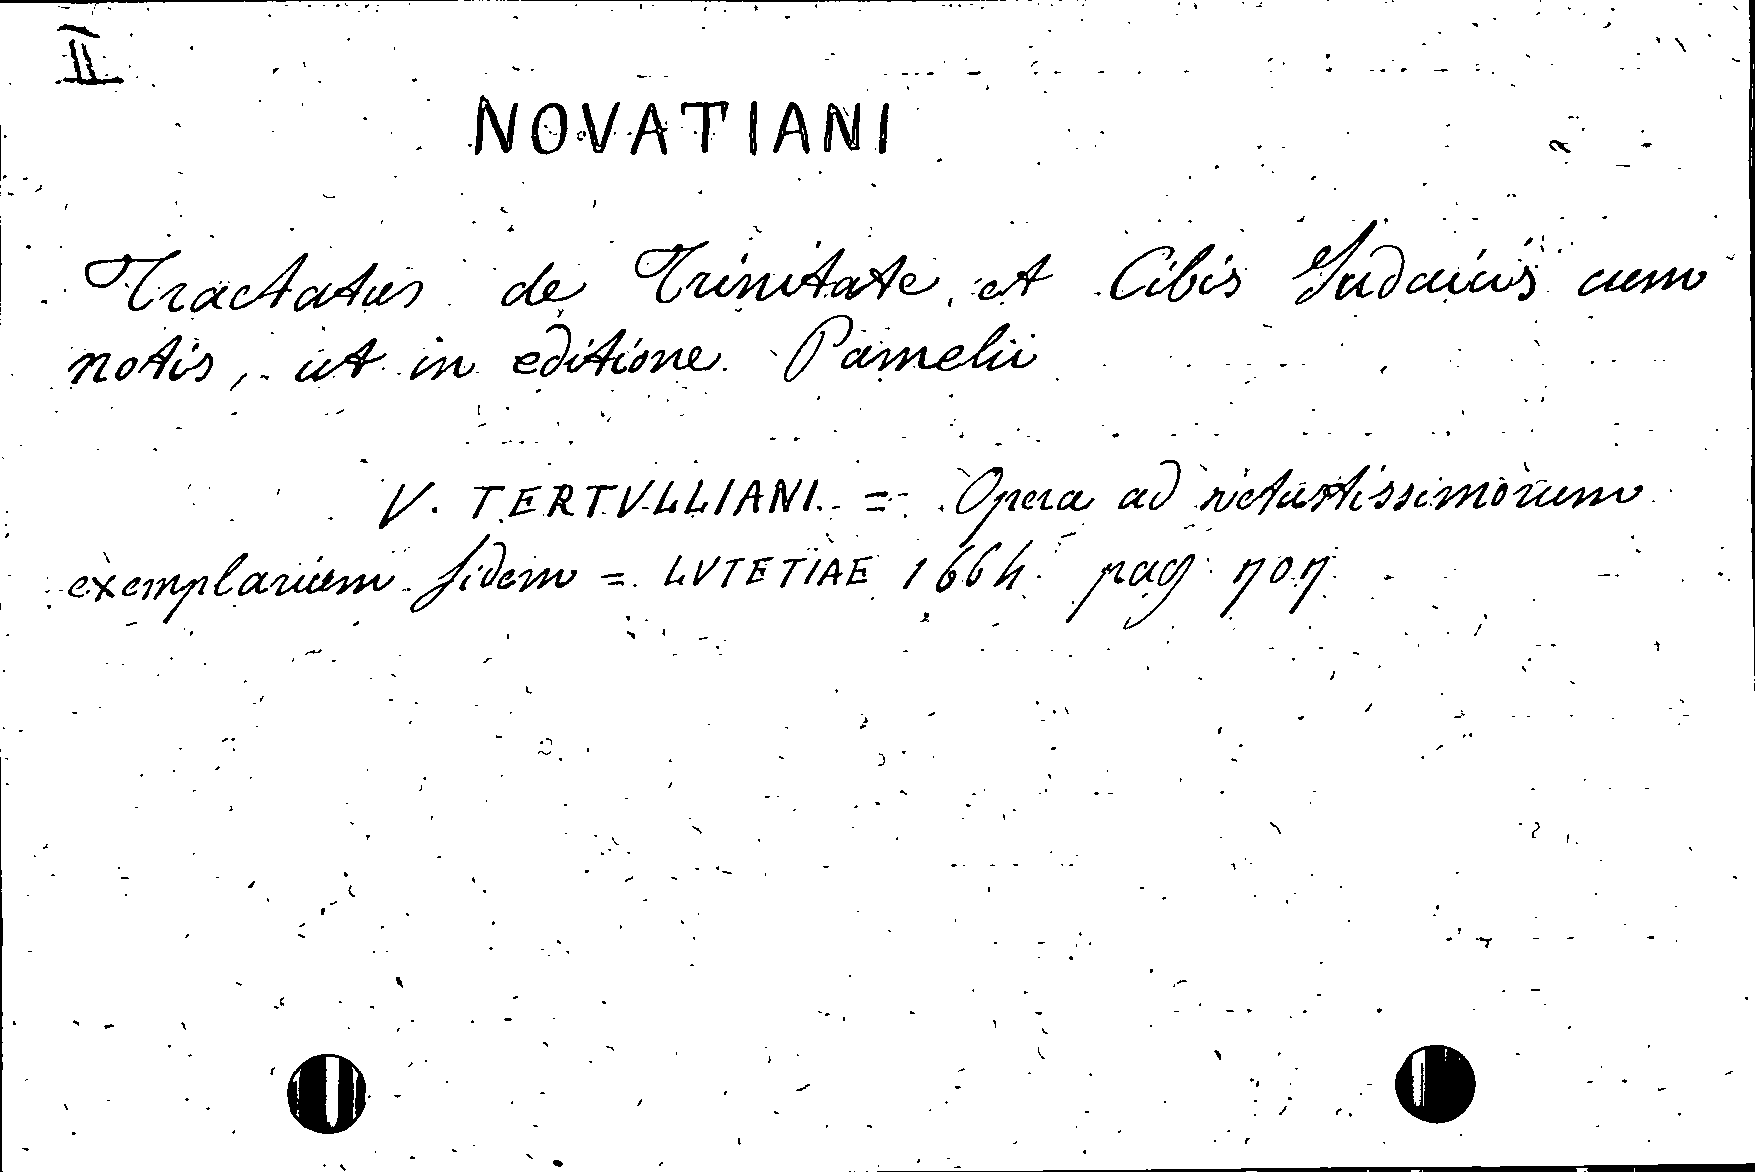 II
NOVATIANI
Tractatus de Trinitate, et Cibis Judaicis cum
notis, ut in editione Pamelii
V. TERTVLLIANI = Opera ad vetustissimorum
exemplarium fidem = LVTETIAE 1664 pag 707